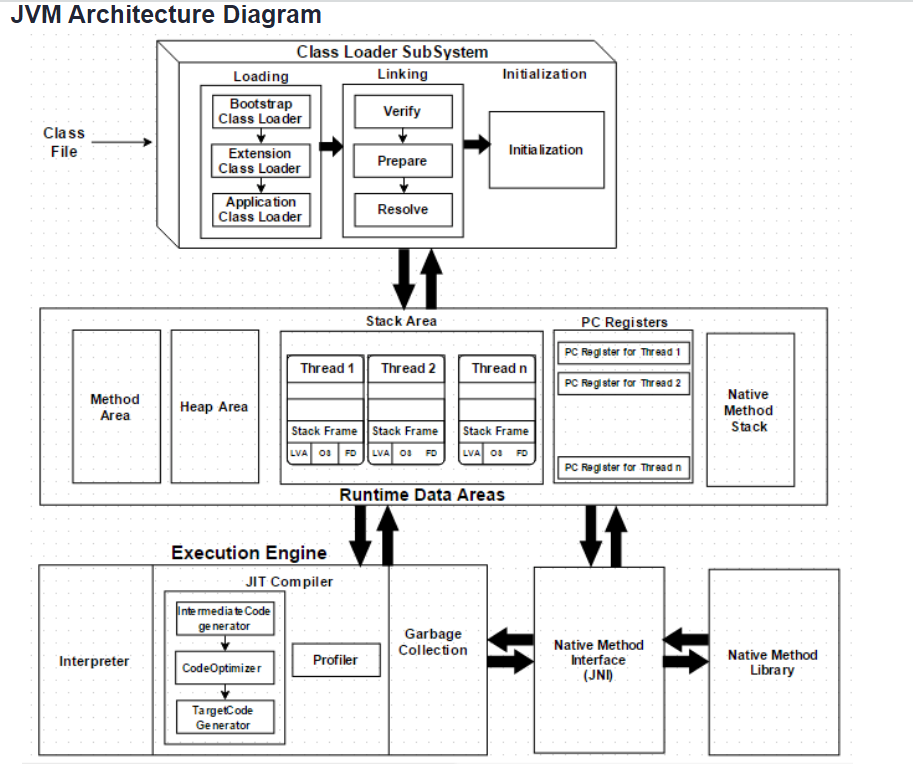 JVM Architecture Diagram
Class Loader SubSystem
Loading
Linking
Initialization
Class
File
Bootstrap
Class Loader
Extension
Class Loader
Application
Class Loader
Verify
Prepare
Resolve
Initialization
Stack Area
PC Registers
Method
Area
Heap Area
Thread 1
Stack Frame
LVA OS FD
Thread 2
Stack Frame
LVA OS FD
Thread n
Stack Frame
LVA OS FD
PC Register for Thread 1
PC Register for Thread 2
PC Register for Thread n
Native
Method
Stack
Runtime Data Areas
Execution Engine
Interpreter
JIT Compiler
Intermediate Code
generator
CodeOptimizer
TargetCode
Generator
Profiler
Garbage
Collection
Native Method
Interface
(JNI)
Native Method
Library